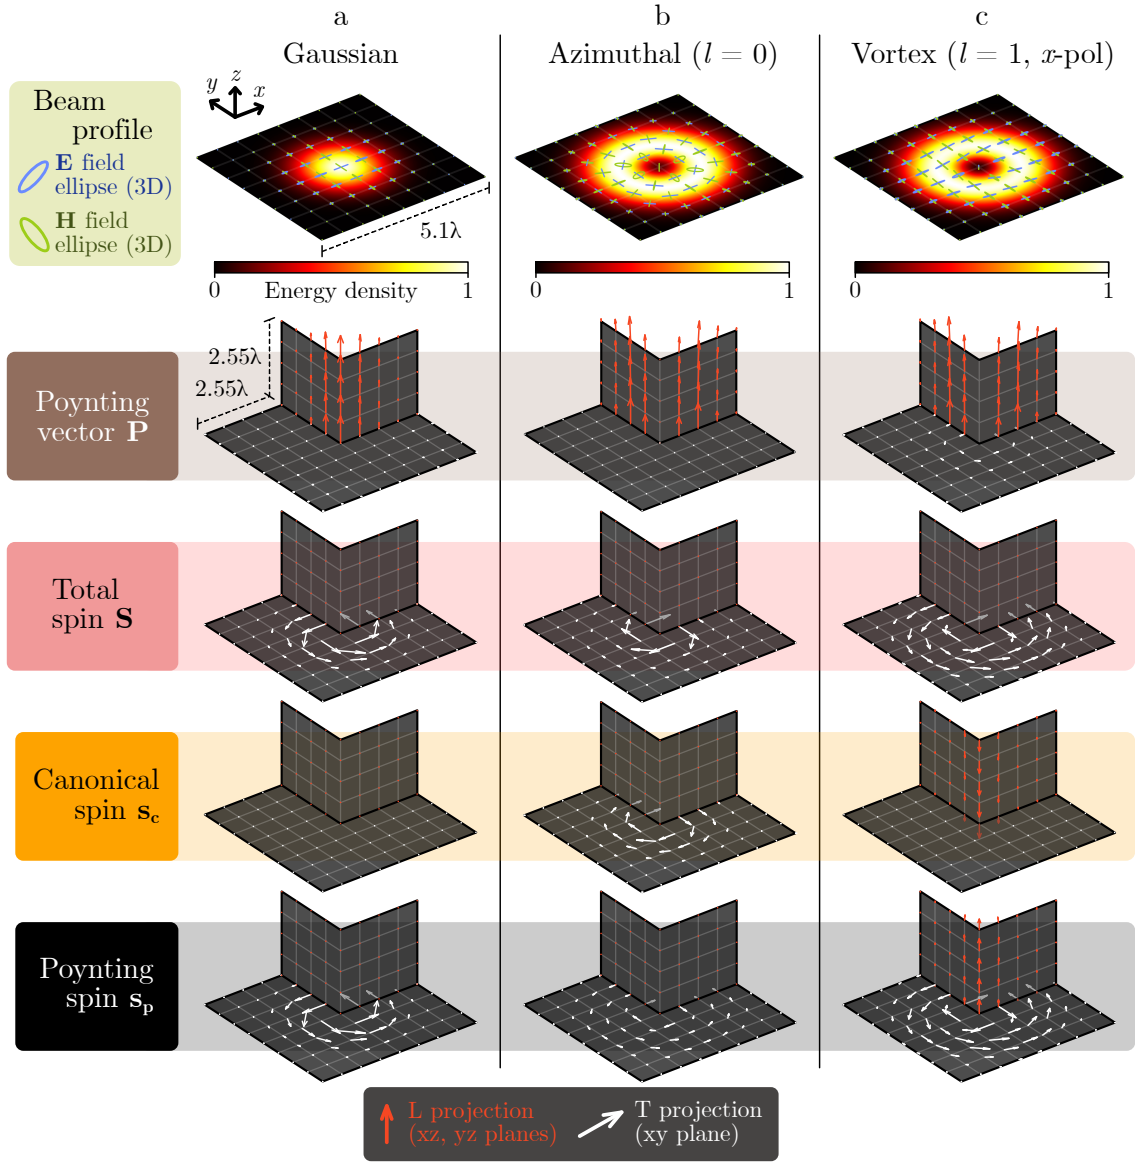 a
b
c
Gaussian
Azimuthal (l = 0)
Vortex (l = 1, x-pol)
Beam
profile
E field
ellipse (3D)
H field
ellipse (3D)
y
z
x
5.1λ
0
Energy density
1
0
1
0
1
Poynting
vector P
2.55λ
2.55λ
Total
spin S
Canonical
spin s_c
Poynting
spin s_p
L projection
(xz, yz planes)
T projection
(xy plane)